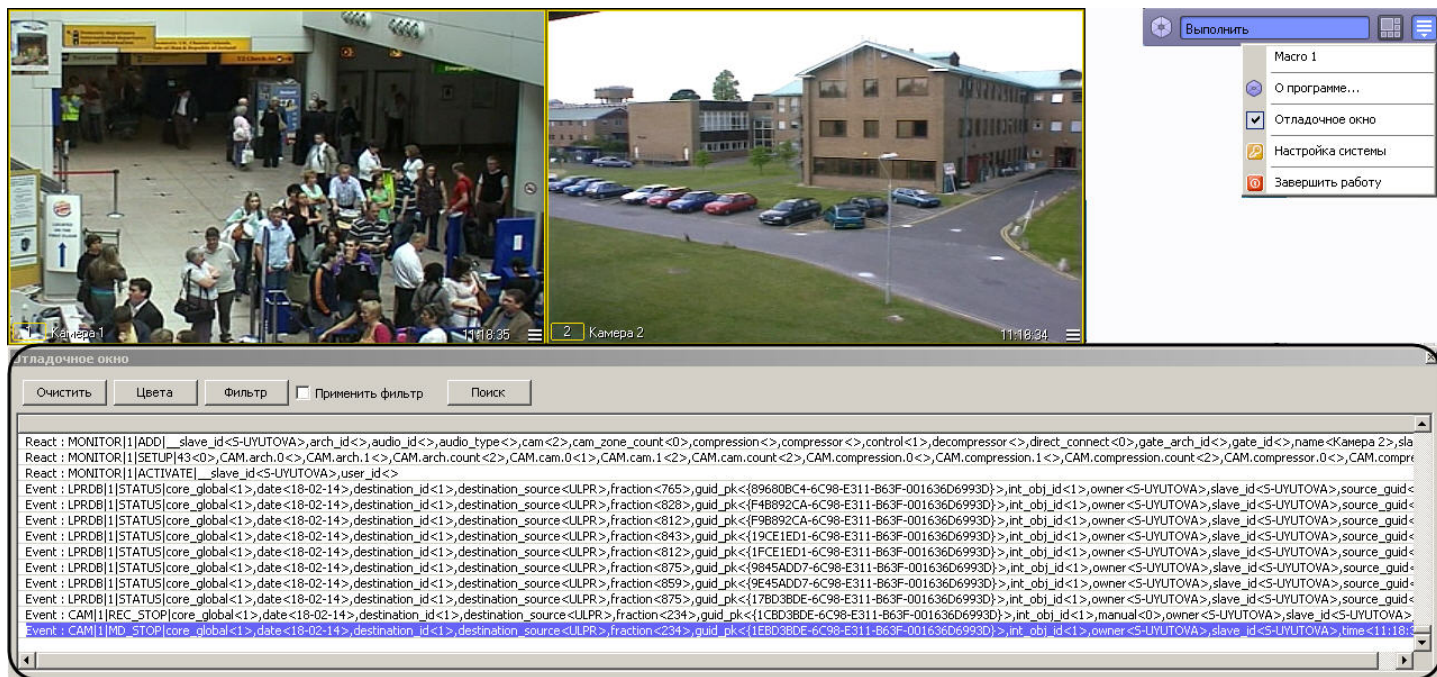 Выполнить
Macro 1
О программе...
Отладочное окно
Настройка системы
Завершить работу
Emergency
1 Камера 1 11:18:35
2 Камера 2 11:18:34
Отладочное окно
Очистить Цвета Фильтр Применить фильтр Поиск
React : MONITOR|1|ADD|__slave_id<S-UYUTOVA>,arch_id<>,audio_id<>,audio_type<>,cam<2>,cam_zone_count<0>,compression<>,compressor<>,control<1>,decompressor<>,direct_connect<0>,gate_arch_id<>,gate_id<>,name<Камера 2>,sla
React : MONITOR|1|SETUP|43<0>,CAM.arch.0<>,CAM.arch.1<>,CAM.arch.count<2>,CAM.cam.0<1>,CAM.cam.1<2>,CAM.cam.count<2>,CAM.compression.0<>,CAM.compression.1<>,CAM.compression.count<2>,CAM.compressor.0<>,CAM.compre
React : MONITOR|1|ACTIVATE|__slave_id<S-UYUTOVA>,user_id<>
Event : LPRDB|1|STATUS|core_global<1>,date<18-02-14>,destination_id<1>,destination_source<ULPR>,fraction<765>,guid_pk<{89680BC4-6C98-E311-B63F-001636D6993D}>,int_obj_id<1>,owner<S-UYUTOVA>,slave_id<S-UYUTOVA>,source_guid<
Event : LPRDB|1|STATUS|core_global<1>,date<18-02-14>,destination_id<1>,destination_source<ULPR>,fraction<828>,guid_pk<{F4B892CA-6C98-E311-B63F-001636D6993D}>,int_obj_id<1>,owner<S-UYUTOVA>,slave_id<S-UYUTOVA>,source_guid<
Event : LPRDB|1|STATUS|core_global<1>,date<18-02-14>,destination_id<1>,destination_source<ULPR>,fraction<812>,guid_pk<{F9B892CA-6C98-E311-B63F-001636D6993D}>,int_obj_id<1>,owner<S-UYUTOVA>,slave_id<S-UYUTOVA>,source_guid<
Event : LPRDB|1|STATUS|core_global<1>,date<18-02-14>,destination_id<1>,destination_source<ULPR>,fraction<843>,guid_pk<{19CE1ED1-6C98-E311-B63F-001636D6993D}>,int_obj_id<1>,owner<S-UYUTOVA>,slave_id<S-UYUTOVA>,source_guid<
Event : LPRDB|1|STATUS|core_global<1>,date<18-02-14>,destination_id<1>,destination_source<ULPR>,fraction<812>,guid_pk<{1FCE1ED1-6C98-E311-B63F-001636D6993D}>,int_obj_id<1>,owner<S-UYUTOVA>,slave_id<S-UYUTOVA>,source_guid<
Event : LPRDB|1|STATUS|core_global<1>,date<18-02-14>,destination_id<1>,destination_source<ULPR>,fraction<875>,guid_pk<{9845ADD7-6C98-E311-B63F-001636D6993D}>,int_obj_id<1>,owner<S-UYUTOVA>,slave_id<S-UYUTOVA>,source_guid<
Event : LPRDB|1|STATUS|core_global<1>,date<18-02-14>,destination_id<1>,destination_source<ULPR>,fraction<859>,guid_pk<{9E45ADD7-6C98-E311-B63F-001636D6993D}>,int_obj_id<1>,owner<S-UYUTOVA>,slave_id<S-UYUTOVA>,source_guid<
Event : LPRDB|1|STATUS|core_global<1>,date<18-02-14>,destination_id<1>,destination_source<ULPR>,fraction<875>,guid_pk<{17BD3BDE-6C98-E311-B63F-001636D6993D}>,int_obj_id<1>,owner<S-UYUTOVA>,slave_id<S-UYUTOVA>,source_guid<
Event : CAM|1|REC_STOP|core_global<1>,date<18-02-14>,destination_id<1>,destination_source<ULPR>,fraction<234>,guid_pk<{1CBD3BDE-6C98-E311-B63F-001636D6993D}>,int_obj_id<1>,manual<0>,owner<S-UYUTOVA>,slave_id<S-UYUTOVA>
Event : CAM|1|MD_STOP|core_global<1>,date<18-02-14>,destination_id<1>,destination_source<ULPR>,fraction<234>,guid_pk<{1EBD3BDE-6C98-E311-B63F-001636D6993D}>,int_obj_id<1>,owner<S-UYUTOVA>,slave_id<S-UYUTOVA>,time<11:18:3